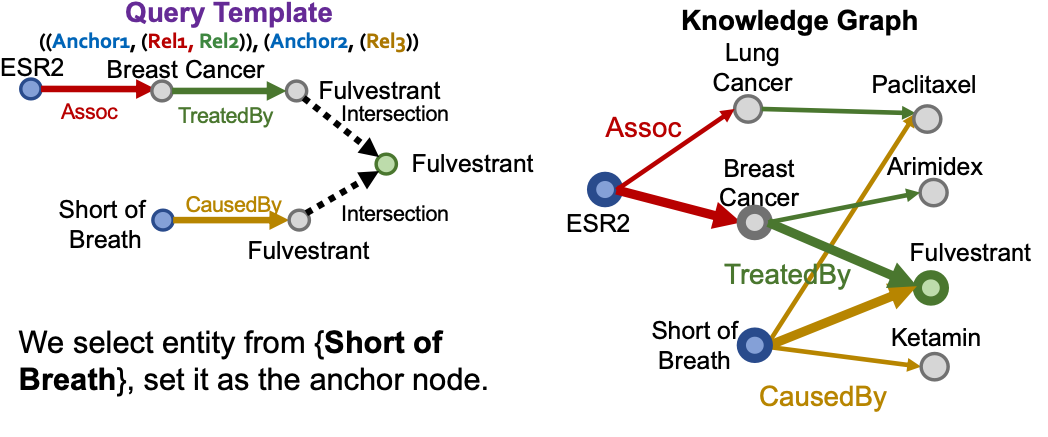 Query Template
((Anchor1, (Rel1, Rel2)), (Anchor2, (Rel3))
ESR2
Breast Cancer
Fulvestrant
Assoc
TreatedBy
Intersection
Fulvestrant
Short of
Breath
CausedBy
Intersection
Fulvestrant
We select entity from {Short of
Breath}, set it as the anchor node.
Knowledge Graph
Lung
Cancer
Paclitaxel
Assoc
Breast
Cancer
Arimidex
ESR2
Fulvestrant
TreatedBy
Short of
Breath
Ketamin
CausedBy